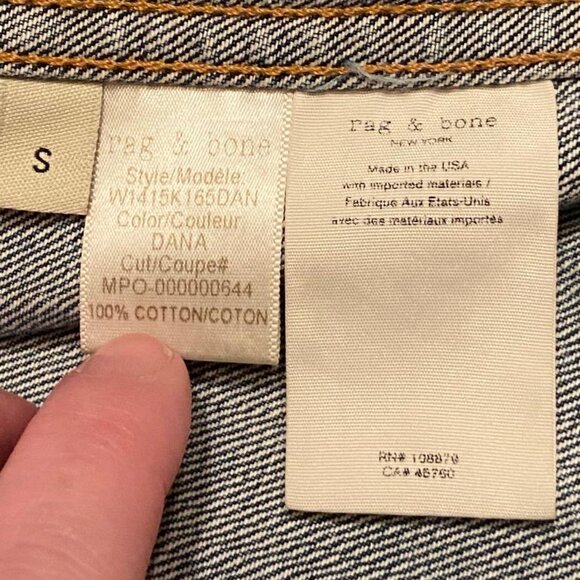 S
rag & bone
Style/Modèle:
W1415K165DAN
Color/Couleur
DANA
Cut/Coupe#
MPO-000000644
100% COTTON/COTON
rag & bone
NEW YORK
Made in the USA
with imported materials /
Fabrique Aux Etats-Unis
avec des matériaux importés
RN# 108870
CA# 45760